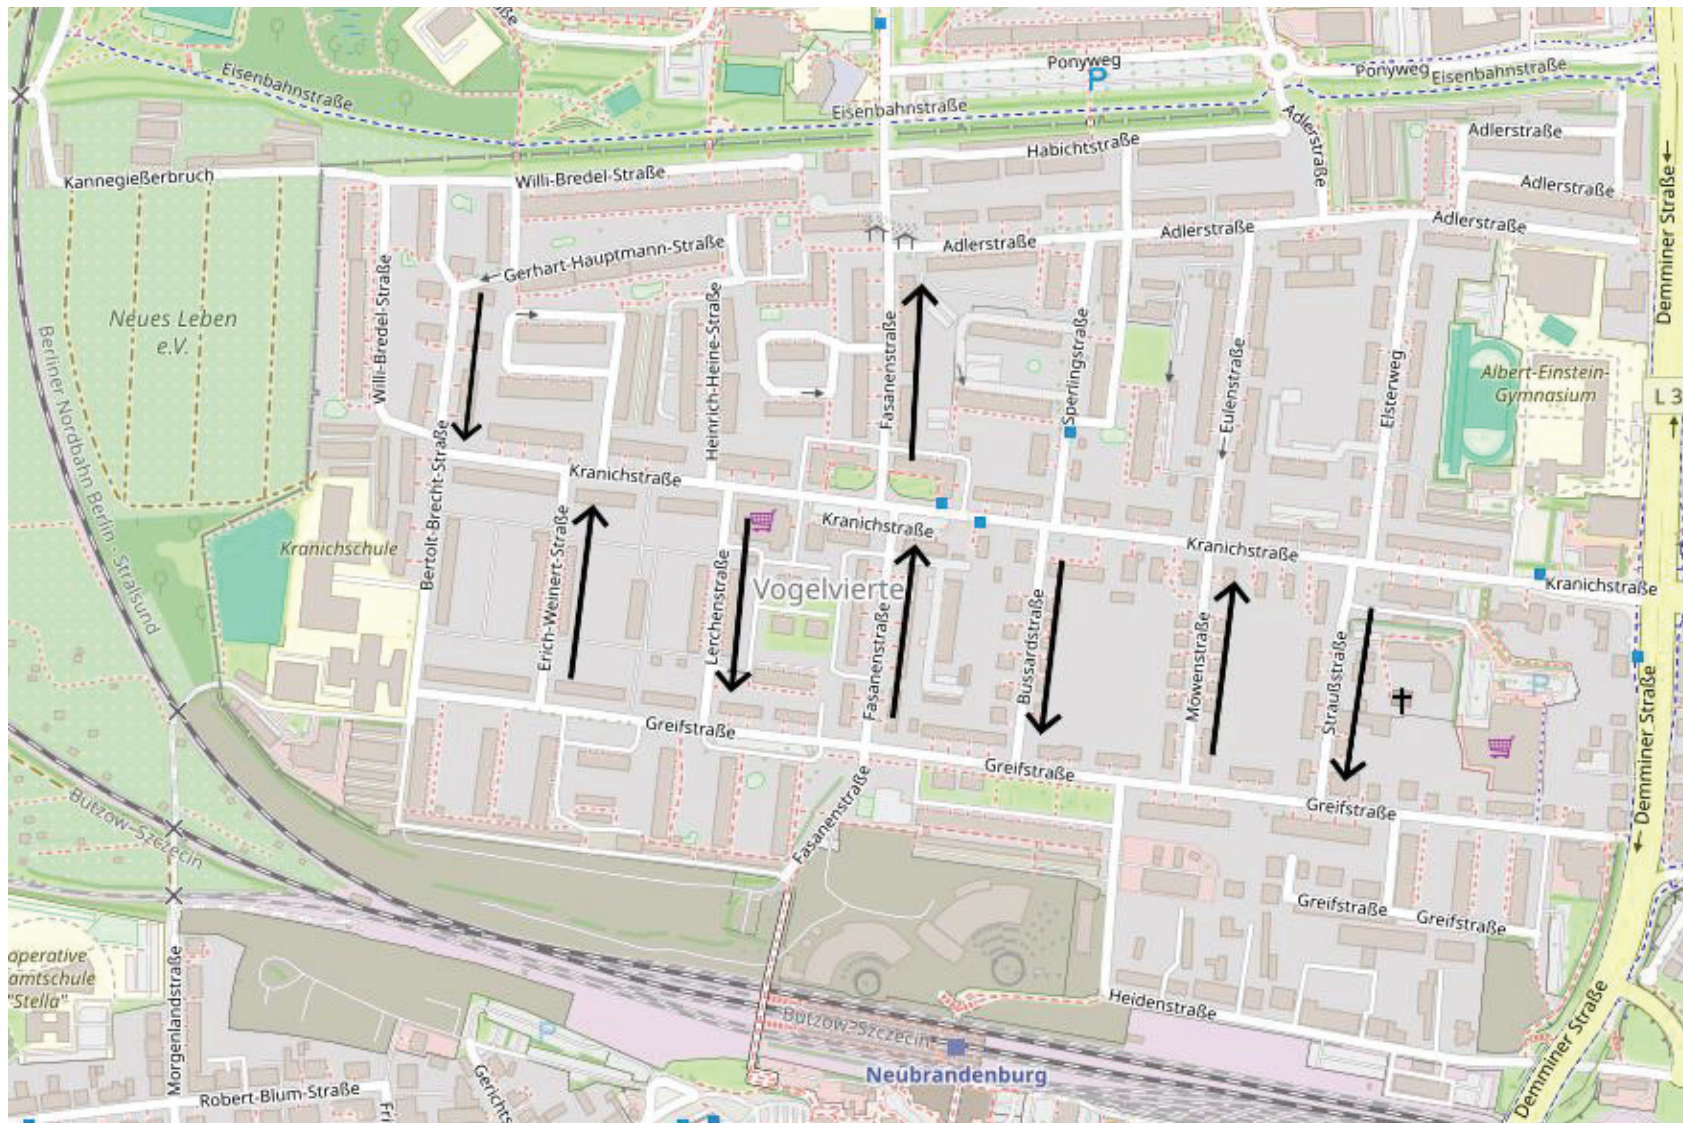 Ponyweg
P
Ponyweg
Eisenbahnstraße
Eisenbahnstraße
Eisenbahnstraße
Adlerstraße
Adlerstraße
Habichtstraße
Kannegießerbruch
Willi-Bredel-Straße
Adlerstraße
Demminer Straße
Adlerstraße
Adlerstraße
Adlerstraße
Gerhart-Hauptmann-Straße
Willi-Bredel-Straße
Neues Leben
e.V.
Heinrich-Heine-Straße
Fasanenstraße
Sperlingstraße
Eulenstraße
Elsterweg
Albert-Einstein-
Gymnasium
L 3
Berliner Nordbahn Berlin - Stralsund
Bertolt-Brecht-Straße
Kranichstraße
Kranichstraße
Kranichstraße
Kranichstraße
Kranichschule
Erich-Weinert-Straße
Lerchenstraße
Vogelvierte
Fasanenstraße
Bussardstraße
Möwenstraße
Straußstraße
P
Demminer Straße
Greifstraße
Greifstraße
Greifstraße
Fasanenstraße
Bützow-Szczecin
Greifstraße
Greifstraße
operative
amtschule
"Stella"
Morgenlandstraße
P
Heidenstraße
Bützow-Szczecin
Neubrandenburg
Demminer Straße
Robert-Blum-Straße
Fri
Gerichts